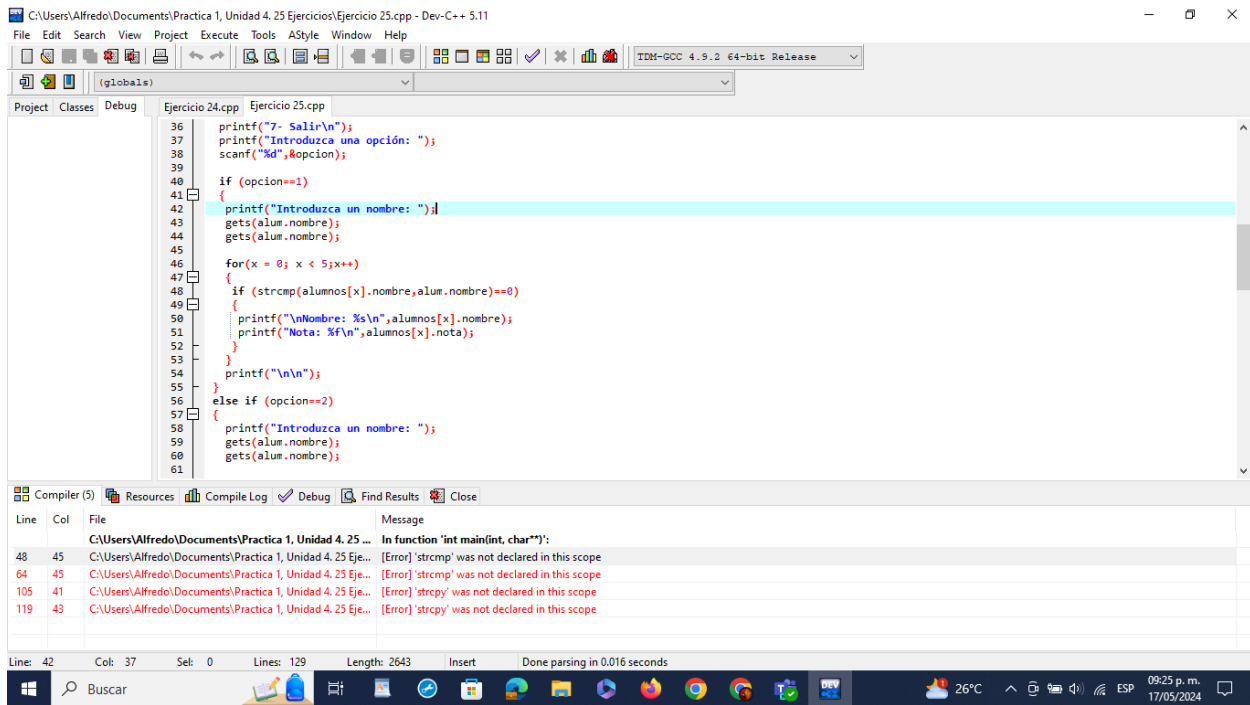 C:\Users\Alfredo\Documents\Practica 1, Unidad 4. 25 Ejercicios\Ejercicio 25.cpp - Dev-C++ 5.11
File Edit Search View Project Execute Tools AStyle Window Help
TDM-GCC 4.9.2 64-bit Release
(globals)
Project Classes Debug Ejercicio 24.cpp Ejercicio 25.cpp
36 printf("7- Salir\n");
37 printf("Introduzca una opción: ");
38 scanf("%d",&opcion);
39
40 if (opcion==1)
41 {
42 printf("Introduzca un nombre: ");
43 gets(alum.nombre);
44 gets(alum.nombre);
45
46 for(x = 0; x < 5;x++)
47 {
48 if (strcmp(alumnos[x].nombre,alum.nombre)==0)
49 {
50 printf("\nNombre: %s\n",alumnos[x].nombre);
51 printf("Nota: %f\n",alumnos[x].nota);
52 }
53 }
54 printf("\n\n");
55 }
56 else if (opcion==2)
57 {
58 printf("Introduzca un nombre: ");
59 gets(alum.nombre);
60 gets(alum.nombre);
61
Compiler (5) Resources Compile Log Debug Find Results Close
Line Col File Message
C:\Users\Alfredo\Documents\Practica 1, Unidad 4. 25 ... In function 'int main(int, char**)':
48 45 C:\Users\Alfredo\Documents\Practica 1, Unidad 4. 25 Eje... [Error] 'strcmp' was not declared in this scope
64 45 C:\Users\Alfredo\Documents\Practica 1, Unidad 4. 25 Eje... [Error] 'strcmp' was not declared in this scope
105 41 C:\Users\Alfredo\Documents\Practica 1, Unidad 4. 25 Eje... [Error] 'strcpy' was not declared in this scope
119 43 C:\Users\Alfredo\Documents\Practica 1, Unidad 4. 25 Eje... [Error] 'strcpy' was not declared in this scope
Line: 42 Col: 37 Sel: 0 Lines: 129 Length: 2643 Insert Done parsing in 0.016 seconds
Buscar DEV 26°C ESP 09:25 p. m.
17/05/2024